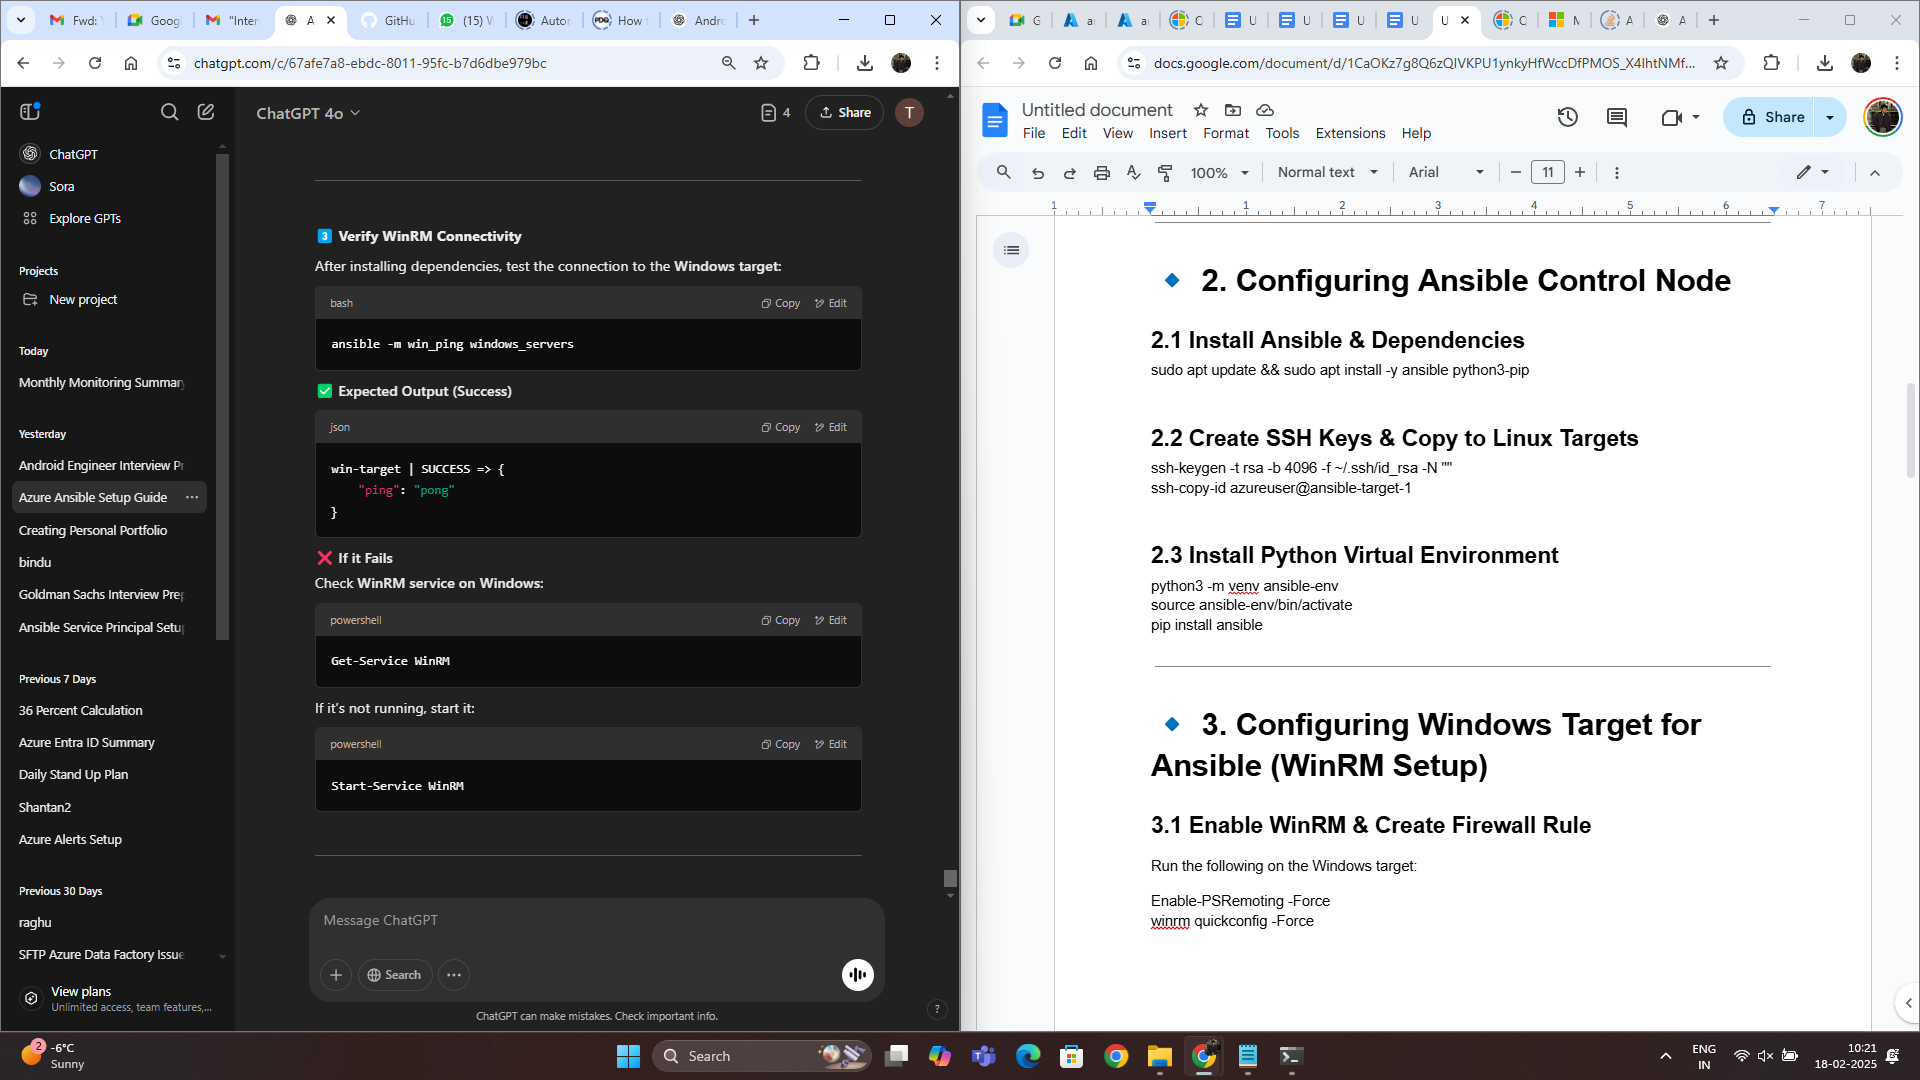 Fwd: Y
Googl
"Inter
A
GitHu
(15) W
Autor
How t
Andro
chatgpt.com/c/67afe7a8-ebdc-8011-95fc-b7d6dbe979bc
ChatGPT
Sora
Explore GPTs
Projects
New project
Today
Monthly Monitoring Summary
Yesterday
Android Engineer Interview Pr
Azure Ansible Setup Guide
Creating Personal Portfolio
bindu
Goldman Sachs Interview Prep
Ansible Service Principal Setup
Previous 7 Days
36 Percent Calculation
Azure Entra ID Summary
Daily Stand Up Plan
Shantan2
Azure Alerts Setup
Previous 30 Days
raghu
SFTP Azure Data Factory Issue
View plans
Unlimited access, team features,...
ChatGPT 4o
4
Share
T
3 Verify WinRM Connectivity
After installing dependencies, test the connection to the Windows target:
bash
Copy
Edit
ansible -m win_ping windows_servers
Expected Output (Success)
json
Copy
Edit
win-target | SUCCESS => {
"ping": "pong"
}
If it Fails
Check WinRM service on Windows:
powershell
Copy
Edit
Get-Service WinRM
If it's not running, start it:
powershell
Copy
Edit
Start-Service WinRM
Message ChatGPT
Search
ChatGPT can make mistakes. Check important info.
?
G
a
a
C
U
U
U
U
U
C
M
A
A
docs.google.com/document/d/1CaOKz7g8Q6zQIVKPU1ynkyHfWccDfPMOS_X4lhtNMf...
Untitled document
File Edit View Insert Format Tools Extensions Help
Share
100%
Normal text
Arial
11
1 1 2 3 4 5 6 7
2. Configuring Ansible Control Node
2.1 Install Ansible & Dependencies
sudo apt update && sudo apt install -y ansible python3-pip
2.2 Create SSH Keys & Copy to Linux Targets
ssh-keygen -t rsa -b 4096 -f ~/.ssh/id_rsa -N ""
ssh-copy-id azureuser@ansible-target-1
2.3 Install Python Virtual Environment
python3 -m venv ansible-env
source ansible-env/bin/activate
pip install ansible
3. Configuring Windows Target for
Ansible (WinRM Setup)
3.1 Enable WinRM & Create Firewall Rule
Run the following on the Windows target:
Enable-PSRemoting -Force
winrm quickconfig -Force
2
-6°C
Sunny
Search
ENG
IN
10:21
18-02-2025